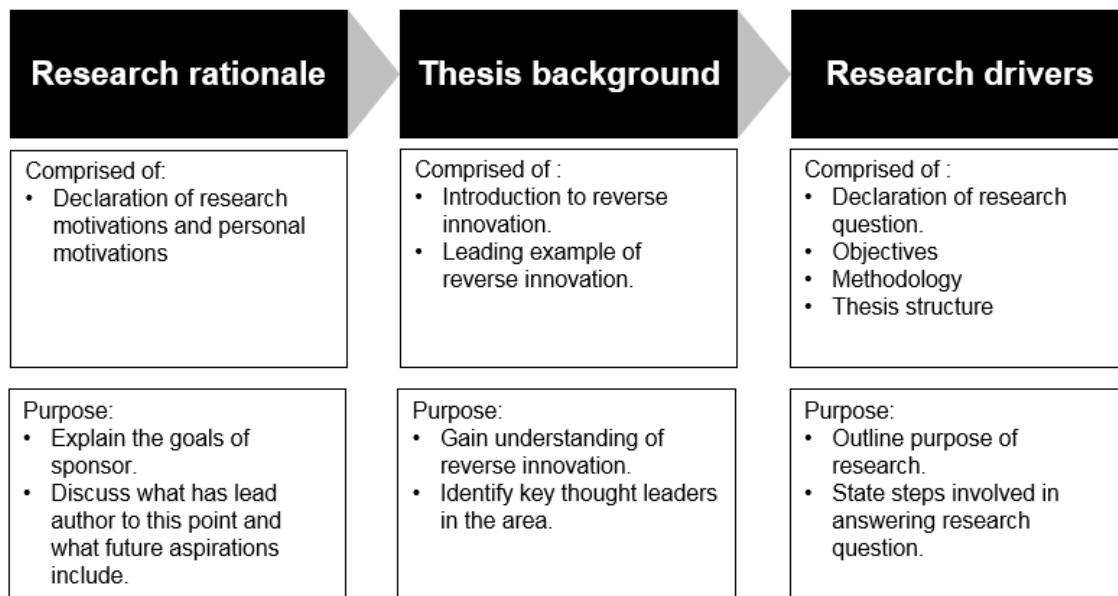 Research rationale
Thesis background
Research drivers
Comprised of:
• Declaration of research
motivations and personal
motivations
Comprised of :
• Introduction to reverse
innovation.
• Leading example of
reverse innovation.
Comprised of :
• Declaration of research
question.
• Objectives
• Methodology
• Thesis structure
Purpose:
• Explain the goals of
sponsor.
• Discuss what has lead
author to this point and
what future aspirations
include.
Purpose:
• Gain understanding of
reverse innovation.
• Identify key thought leaders
in the area.
Purpose:
• Outline purpose of
research.
• State steps involved in
answering research
question.